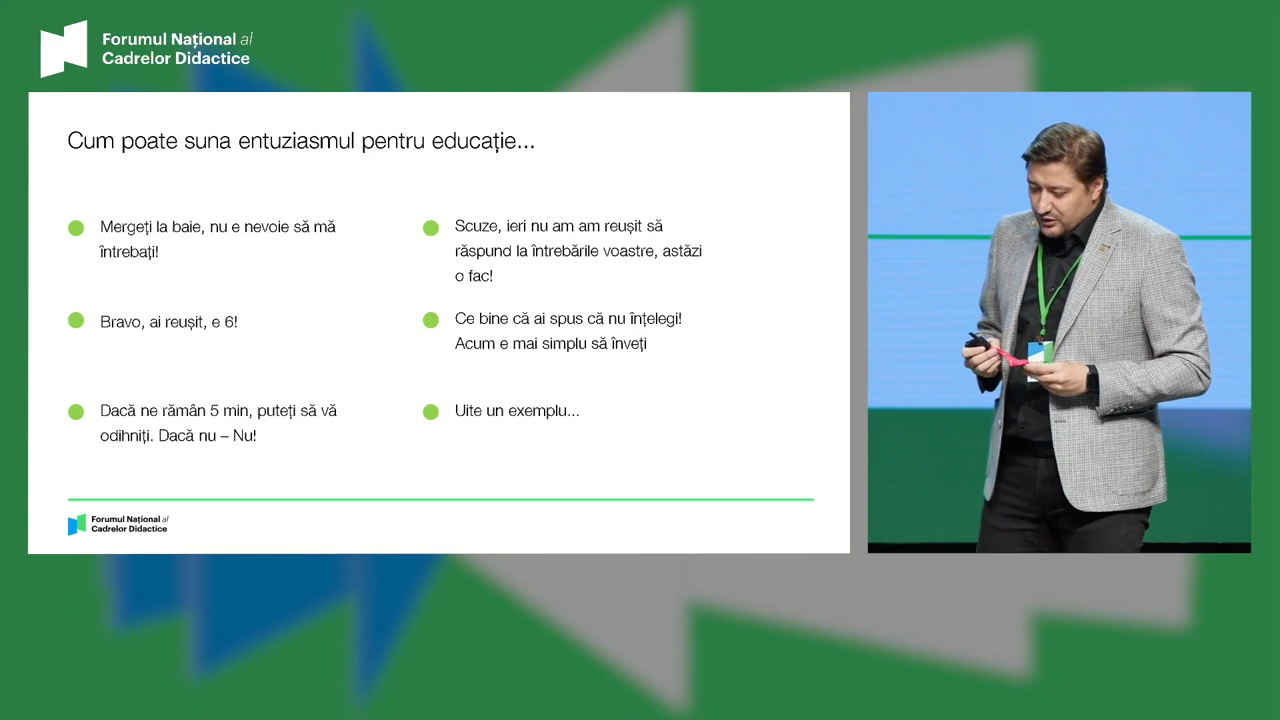 Forumul Național al
Cadrelor Didactice
Cum poate suna entuziasmul pentru educație...
Mergeți la baie, nu e nevoie să mă
întrebați!
Bravo, ai reușit, e 6!
Dacă ne rămân 5 min, puteți să vă
odihniți. Dacă nu – Nu!
Scuze, ieri nu am am reușit să
răspund la întrebările voastre, astăzi
o fac!
Ce bine că ai spus că nu înțelegi!
Acum e mai simplu să înveți
Uite un exemplu...
Forumul Național al
Cadrelor Didactice